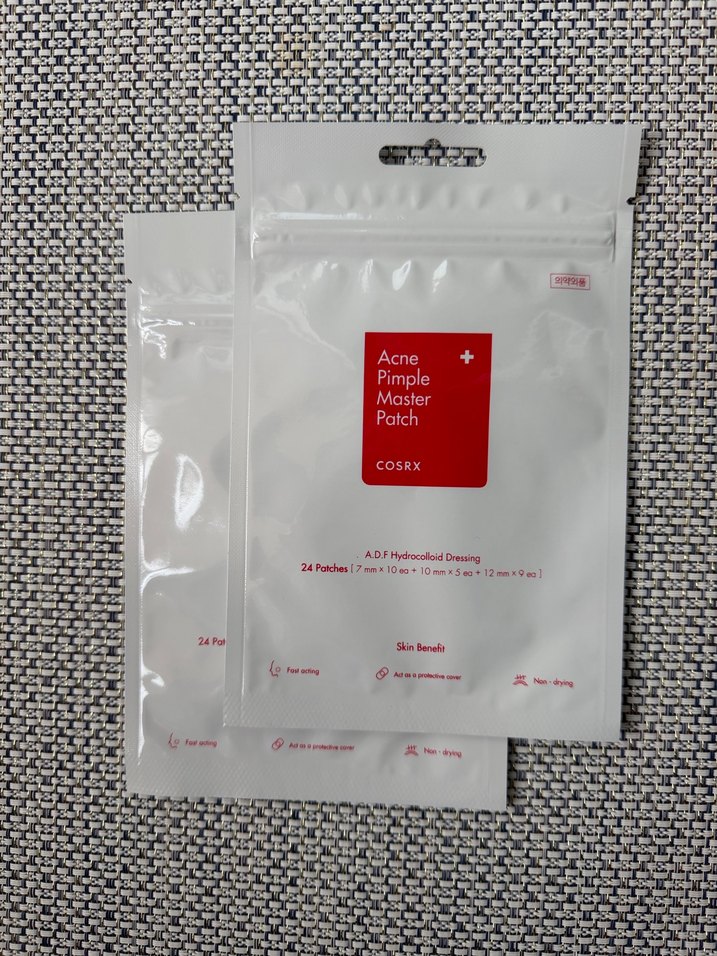 의약외품
Acne
Pimple
Master
Patch
COSRX
A.D.F Hydrocolloid Dressing
24 Patches [ 7 mm × 10 ea + 10 mm × 5 ea + 12 mm × 9 ea ]
Skin Benefit
Fast acting
Act as a protective cover
Non - drying
24 Pat
Fast acting
Act as a protective cover
Non - drying